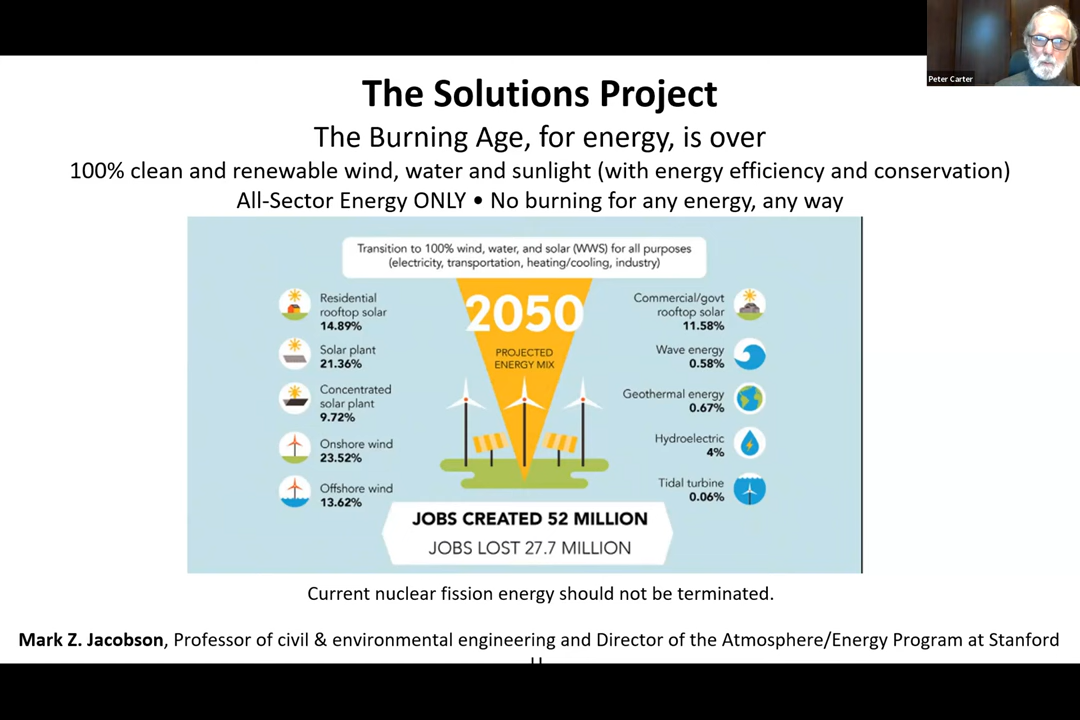 Peter Carter
The Solutions Project
The Burning Age, for energy, is over
100% clean and renewable wind, water and sunlight (with energy efficiency and conservation)
All-Sector Energy ONLY • No burning for any energy, any way
Transition to 100% wind, water, and solar (WWS) for all purposes
(electricity, transportation, heating/cooling, industry)
2050
PROJECTED
ENERGY MIX
Residential
rooftop solar
14.89%
Solar plant
21.36%
Concentrated
solar plant
9.72%
Onshore wind
23.52%
Offshore wind
13.62%
Commercial/govt
rooftop solar
11.58%
Wave energy
0.58%
Geothermal energy
0.67%
Hydroelectric
4%
Tidal turbine
0.06%
JOBS CREATED 52 MILLION
JOBS LOST 27.7 MILLION
Current nuclear fission energy should not be terminated.
Mark Z. Jacobson, Professor of civil & environmental engineering and Director of the Atmosphere/Energy Program at Stanford